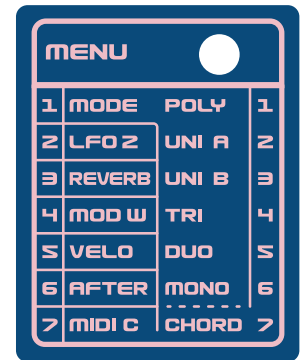 MENU
1 MODE POLY 1
2 LFO 2 UNI A 2
3 REVERB UNI B 3
4 MOD W TRI 4
5 VELO DUO 5
6 AFTER MONO 6
7 MIDI C CHORD 7